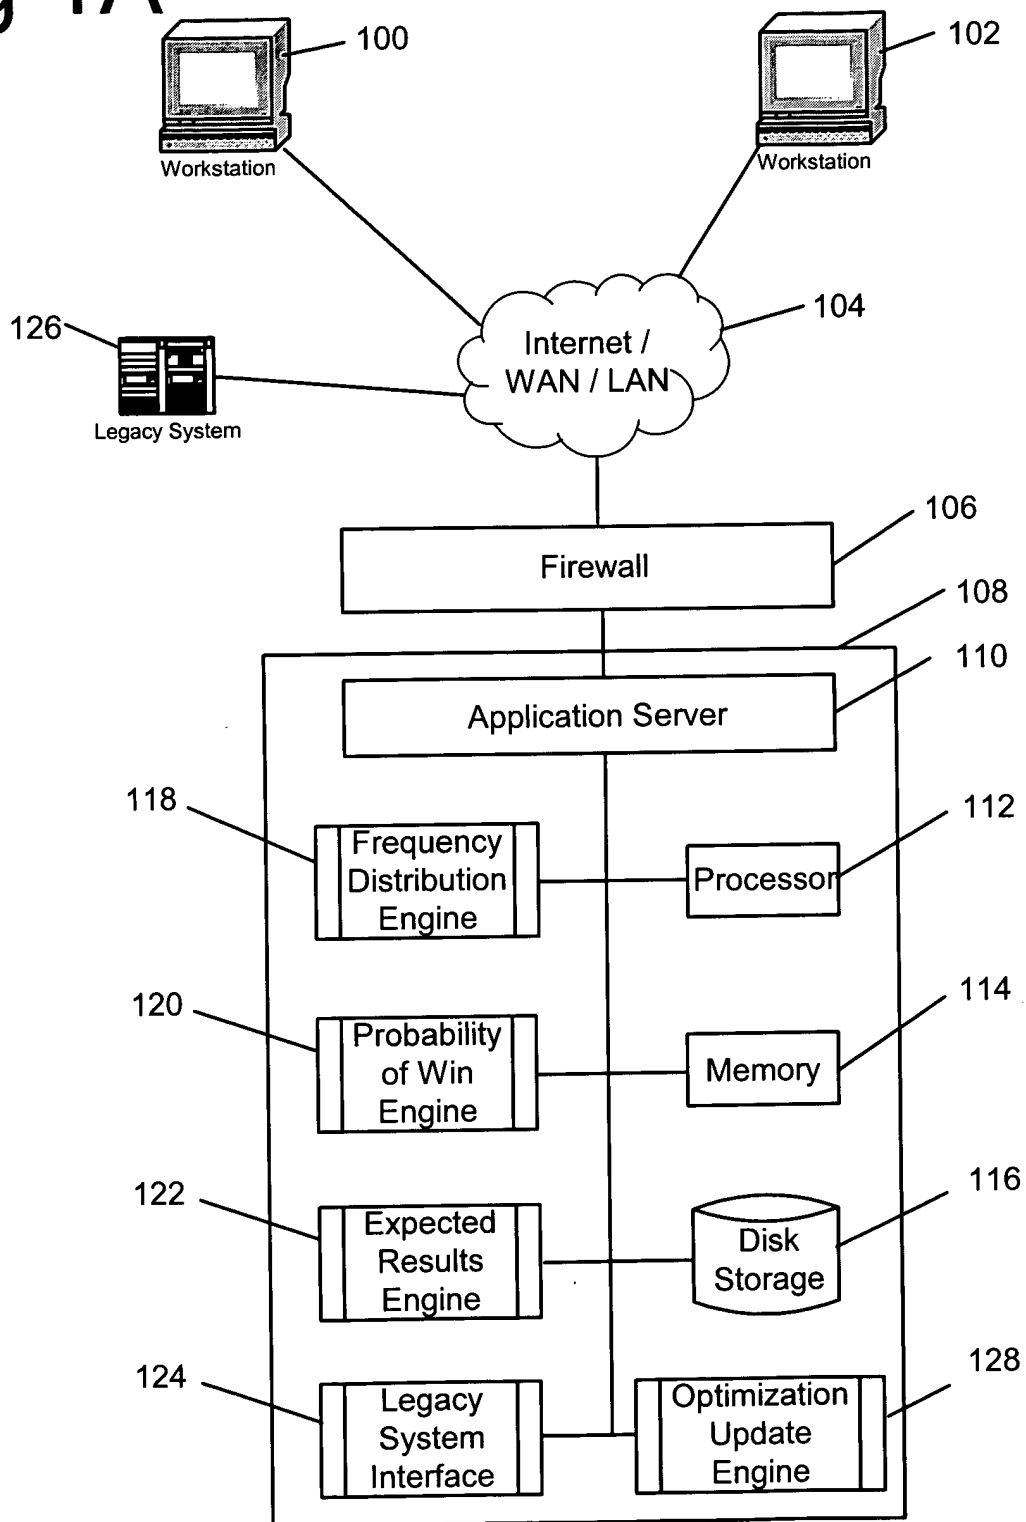 100
102
Workstation
Workstation
126
104
Internet /
WAN / LAN
Legacy System
106
Firewall
108
110
Application Server
118
112
Frequency
Distribution
Engine
Processor
120
114
Probability
of Win
Engine
Memory
122
116
Expected
Results
Engine
Disk
Storage
124
128
Legacy
System
Interface
Optimization
Update
Engine